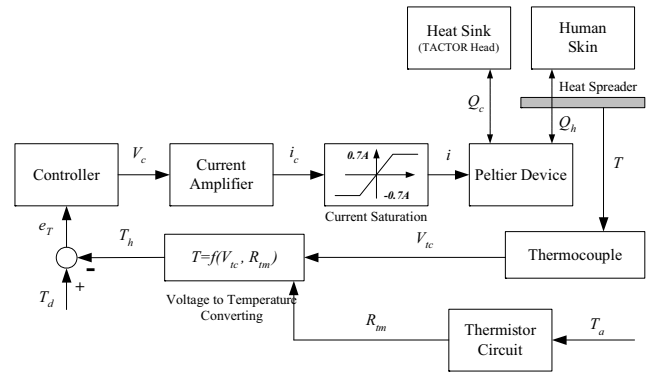 Heat Sink
(TACTOR Head)
Human
Skin
Heat Spreader
Q_c
Q_h
V_c
i_c
0.7A
i
Controller
Current
Amplifier
-0.7A
Peltier Device
T
Current Saturation
e_T
T_h
V_tc
T=f(V_tc , R_tm )
Thermocouple
-
+
T_d
Voltage to Temperature
Converting
R_tm
Thermistor
Circuit
T_a